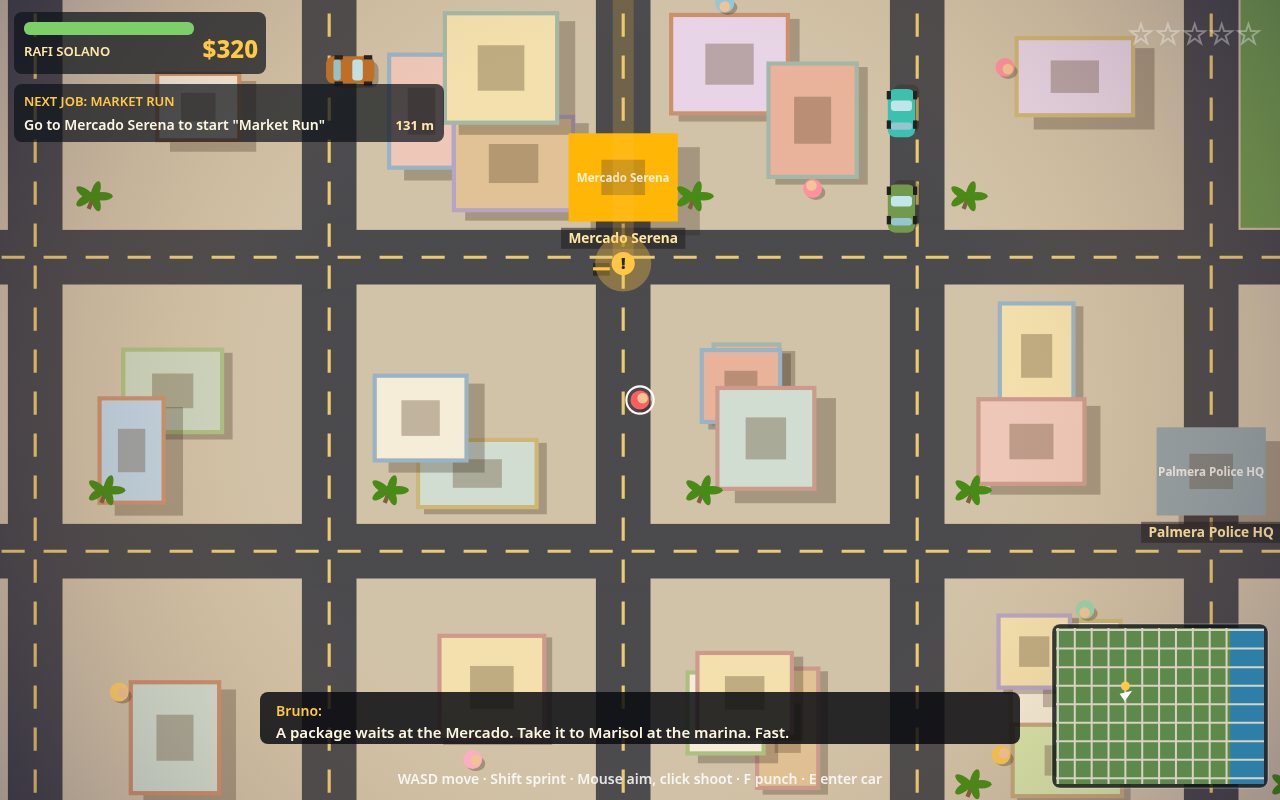 RAFI SOLANO
$320
NEXT JOB: MARKET RUN
Go to Mercado Serena to start "Market Run"
131 m
Mercado Serena
Mercado Serena
!
Palmera Police HQ
Palmera Police HQ
Bruno:
A package waits at the Mercado. Take it to Marisol at the marina. Fast.
WASD move · Shift sprint · Mouse aim, click shoot · F punch · E enter car